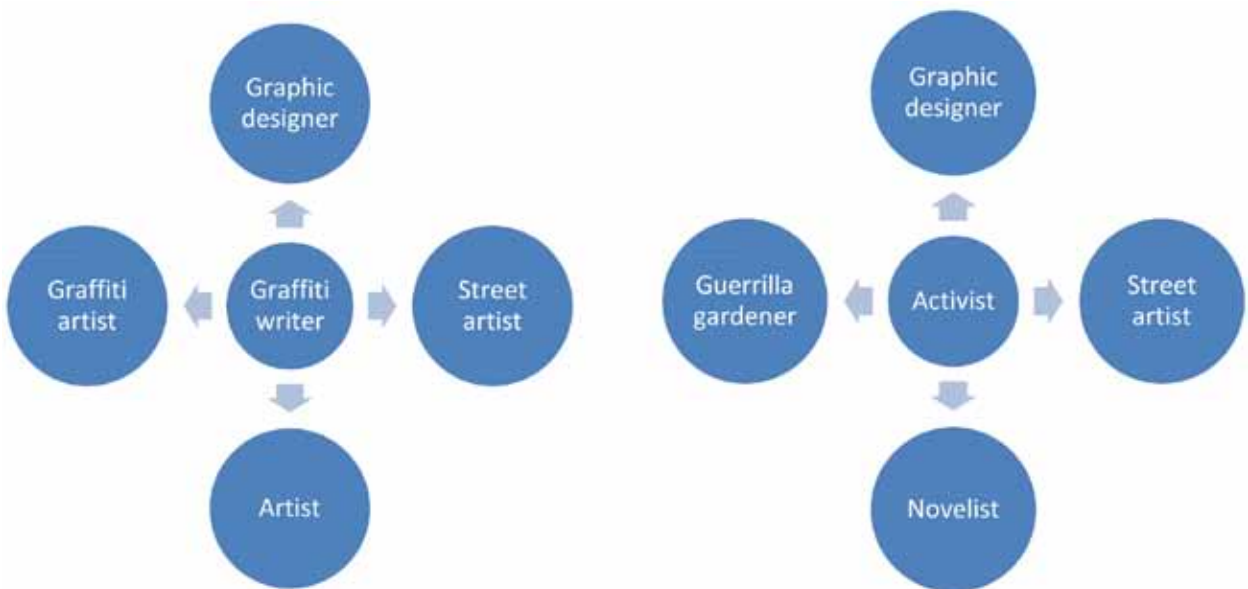 Graphic
designer
Graffiti
artist
Graffiti
writer
Street
artist
Artist
Graphic
designer
Guerrilla
gardener
Activist
Street
artist
Novelist